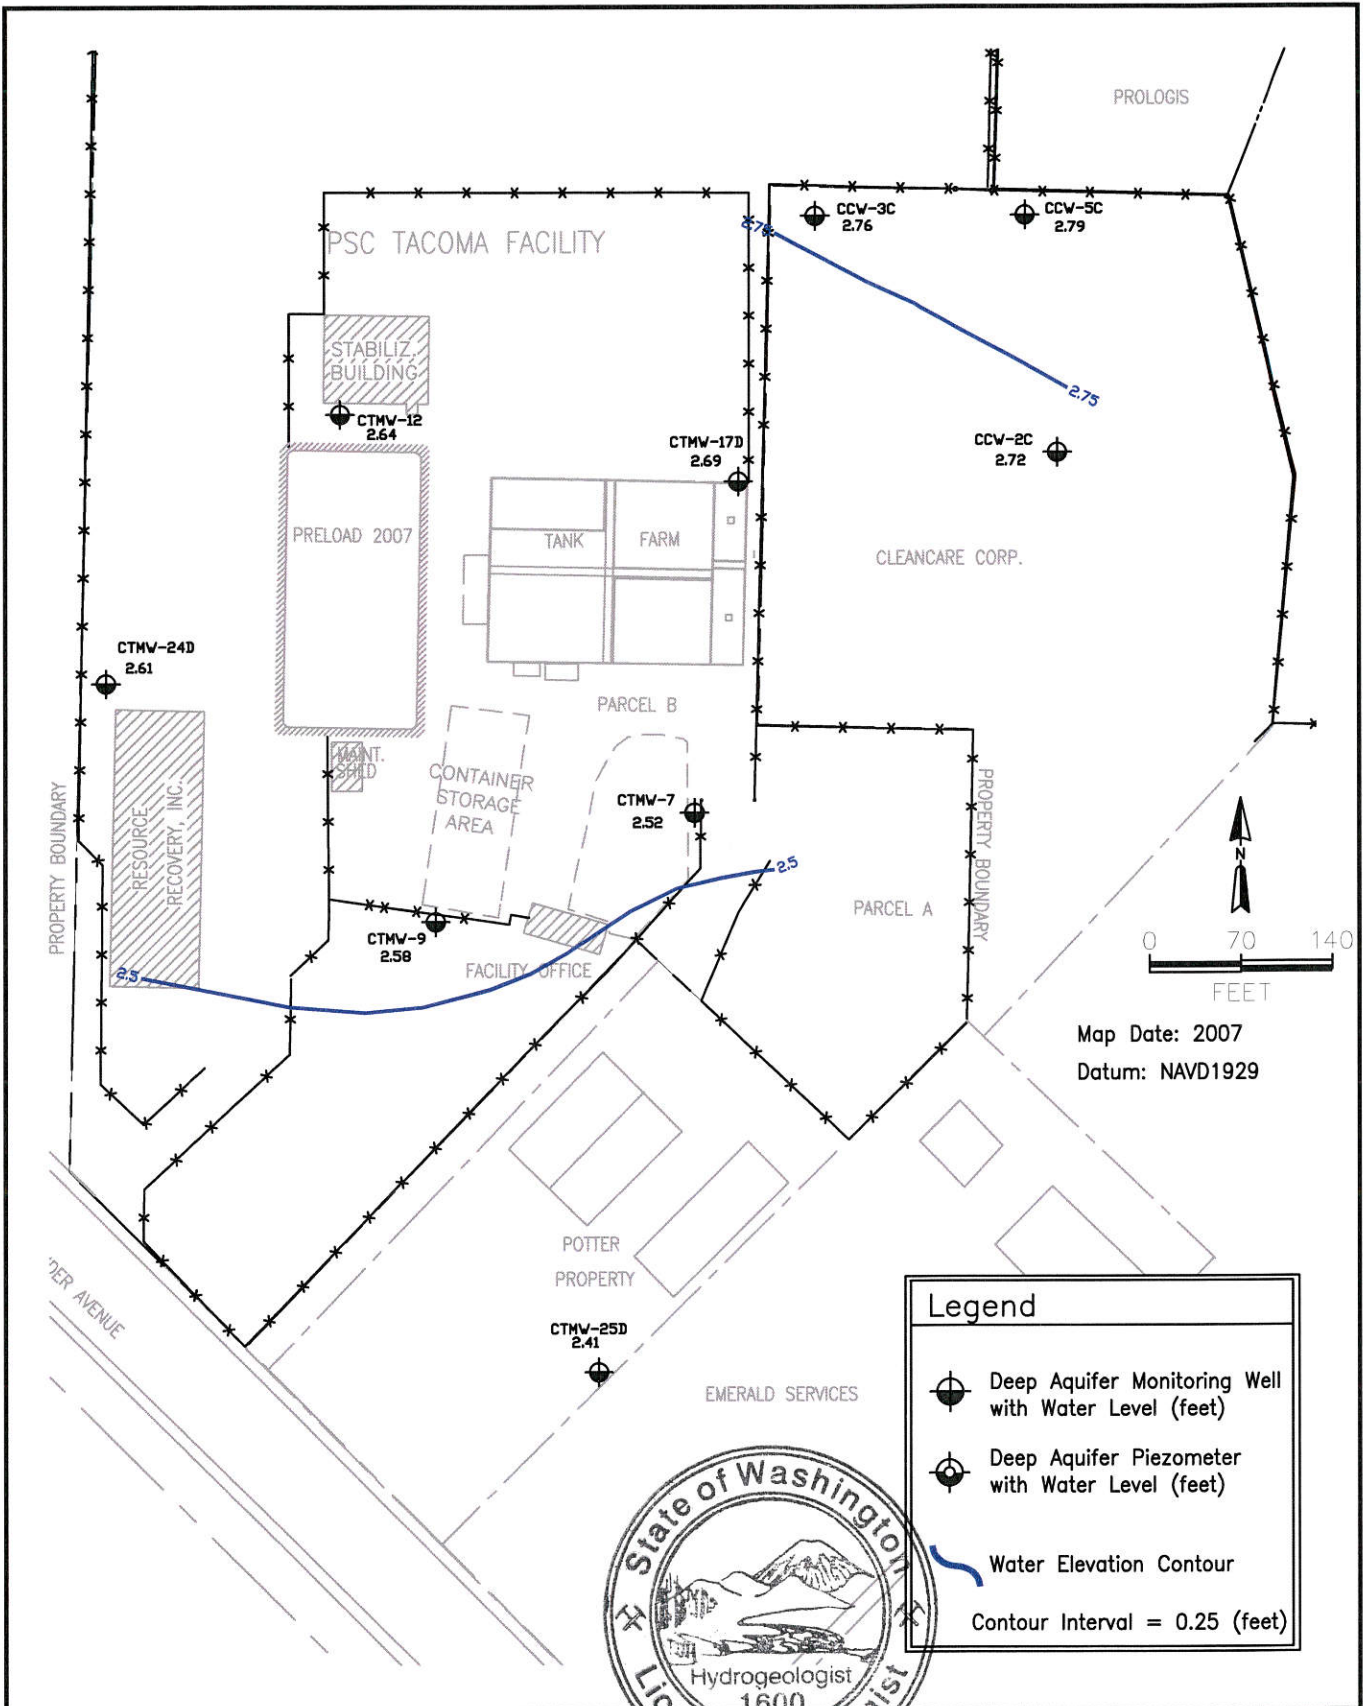 PROLOGIS
CCW-3C
2.76
CCW-5C
2.79
2.75
PSC TACOMA FACILITY
STABILIZ.
BUILDING
2.75
CTMW-12
2.64
CTMW-17D
2.69
CCW-2C
2.72
PRELOAD 2007
TANK FARM
CLEANCARE CORP.
CTMW-24D
2.61
PARCEL B
MAINT.
SHED
CONTAINER
STORAGE
AREA
CTMW-7
2.52
PROPERTY BOUNDARY
RESOURCE
RECOVERY, INC.
PROPERTY BOUNDARY
N
2.5
PARCEL A
CTMW-9
2.58
FACILITY OFFICE
2.5
0 70 140
FEET
Map Date: 2007
Datum: NAVD1929
POTTER
PROPERTY
AVENUE
CTMW-25D
2.41
EMERALD SERVICES
Legend
Deep Aquifer Monitoring Well
with Water Level (feet)
Deep Aquifer Piezometer
with Water Level (feet)
Water Elevation Contour
Contour Interval = 0.25 (feet)
State of Washington
Hydrogeologist
1600